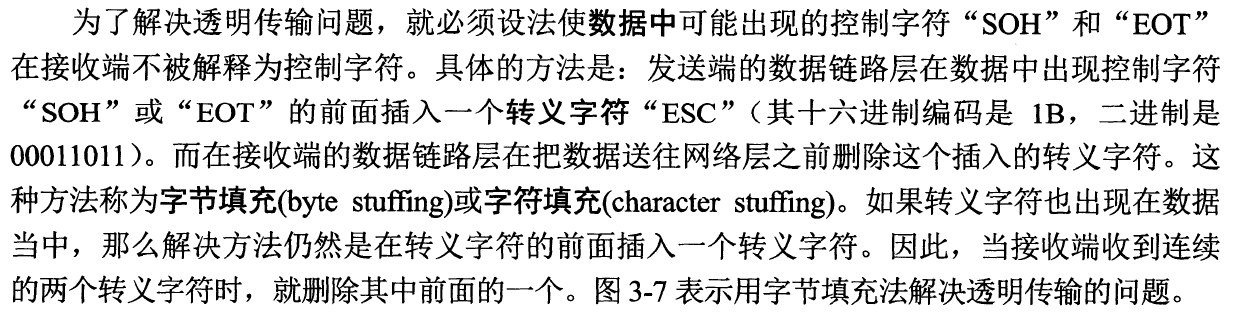 为了解决透明传输问题，就必须设法使数据中可能出现的控制字符“SOH”和“EOT”
在接收端不被解释为控制字符。具体的方法是：发送端的数据链路层在数据中出现控制字符
“SOH”或“EOT”的前面插入一个转义字符“ESC”（其十六进制编码是 1B，二进制是
00011011）。而在接收端的数据链路层在把数据送往网络层之前删除这个插入的转义字符。这
种方法称为字节填充(byte stuffing)或字符填充(character stuffing)。如果转义字符也出现在数据
当中，那么解决方法仍然是在转义字符的前面插入一个转义字符。因此，当接收端收到连续
的两个转义字符时，就删除其中前面的一个。图 3-7 表示用字节填充法解决透明传输的问题。